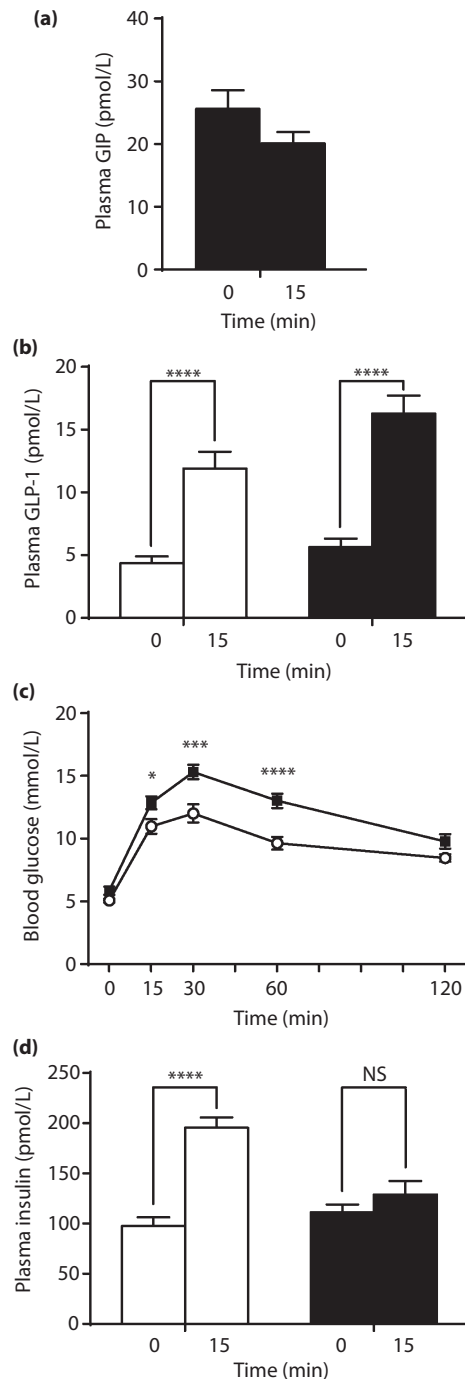 (a)
Plasma GIP (pmol/L)
40
30
20
10
0
0 15
Time (min)
(b)
Plasma GLP-1 (pmol/L)
20
15
10
5
0
**** ****
0 15 0 15
Time (min)
(c)
Blood glucose (mmol/L)
20
15
10
5
0
* *** ****
0 15 30 60 120
Time (min)
(d)
Plasma insulin (pmol/L)
250
200
150
100
50
0
**** NS
0 15 0 15
Time (min)